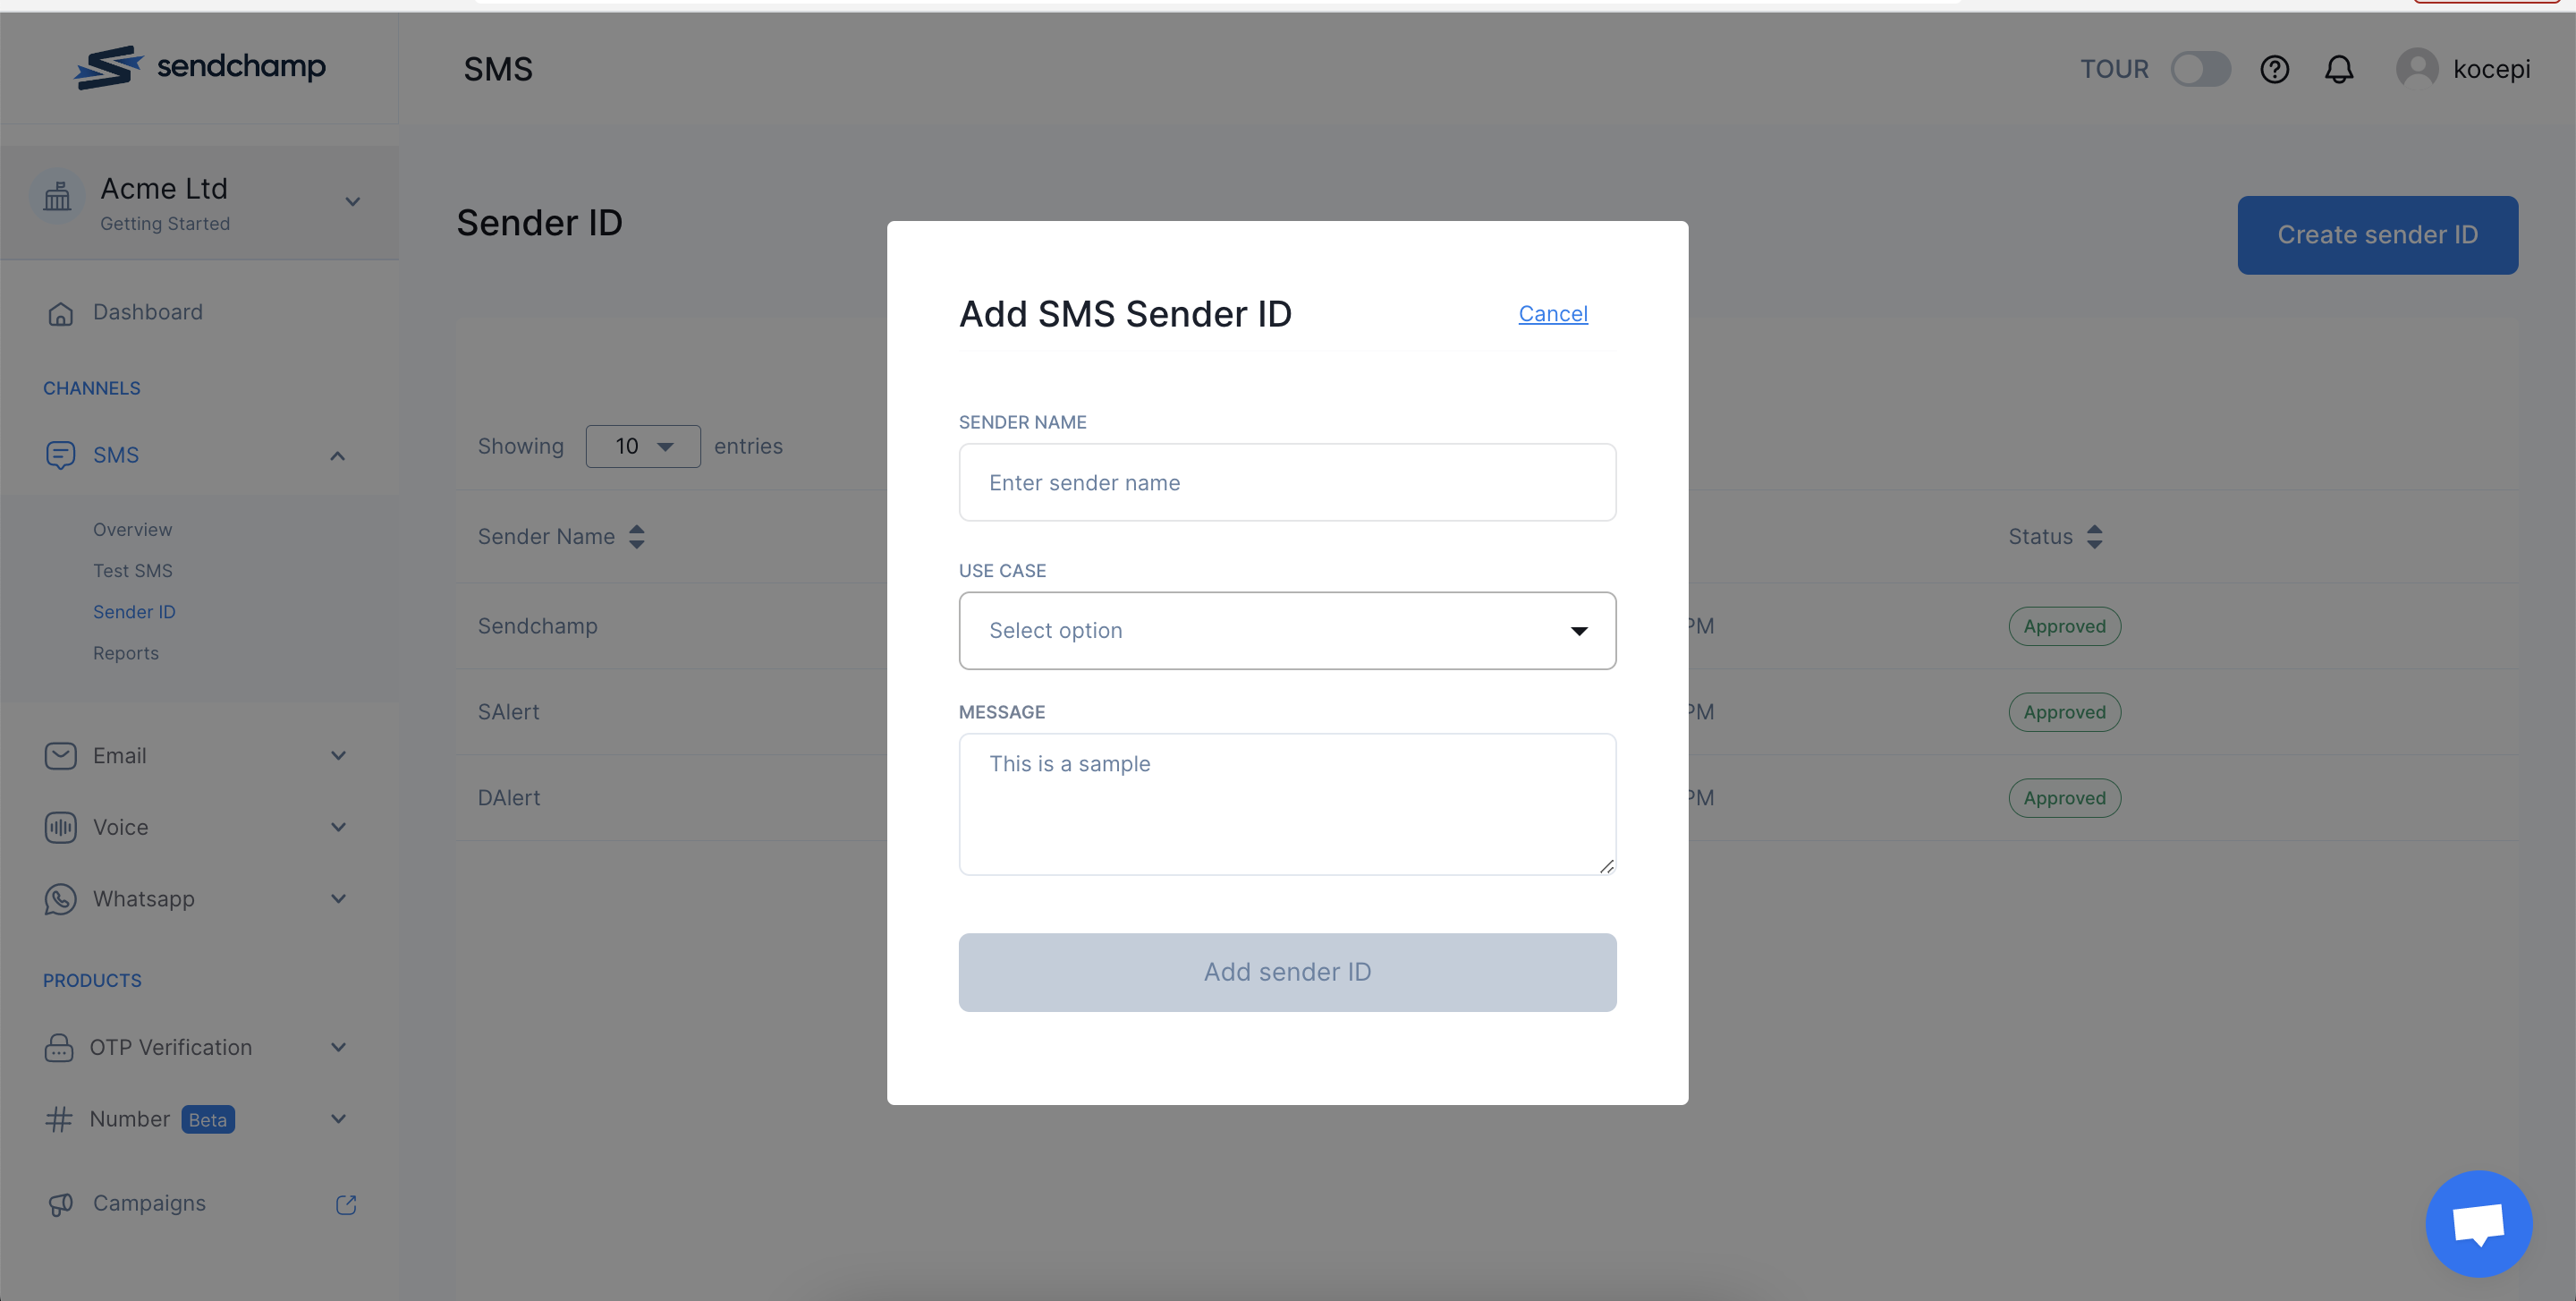 sendchamp
SMS
TOUR
kocepi
Acme Ltd
Getting Started
Dashboard
CHANNELS
SMS
Overview
Test SMS
Sender ID
Reports
Email
Voice
Whatsapp
PRODUCTS
OTP Verification
Number Beta
Campaigns
Sender ID
Create sender ID
Showing 10 entries
Sender Name
Status
Sendchamp
PM
Approved
SAlert
PM
Approved
DAlert
PM
Approved
Add SMS Sender ID
Cancel
SENDER NAME
Enter sender name
USE CASE
Select option
MESSAGE
This is a sample
Add sender ID